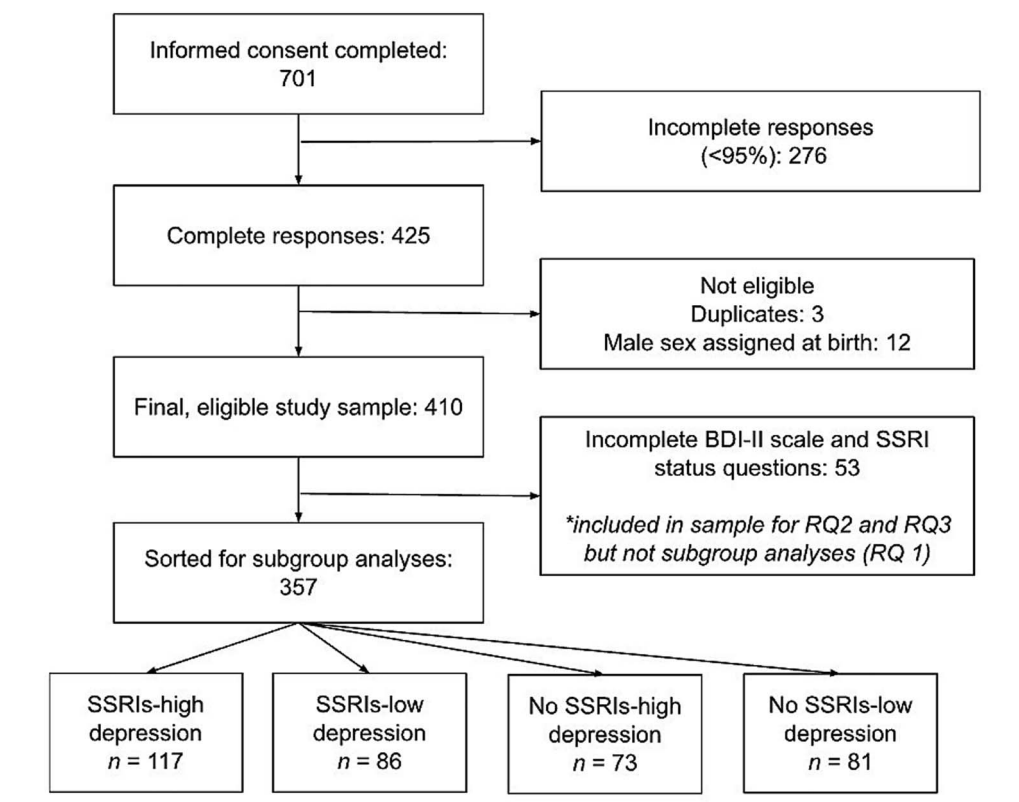 Informed consent completed:
701
Incomplete responses
(<95%): 276
Complete responses: 425
Not eligible
Duplicates: 3
Male sex assigned at birth: 12
Final, eligible study sample: 410
Incomplete BDI-II scale and SSRI
status questions: 53
*included in sample for RQ2 and RQ3
but not subgroup analyses (RQ 1)
Sorted for subgroup analyses:
357
SSRIs-high
depression
n = 117
SSRIs-low
depression
n = 86
No SSRIs-high
depression
n = 73
No SSRIs-low
depression
n = 81